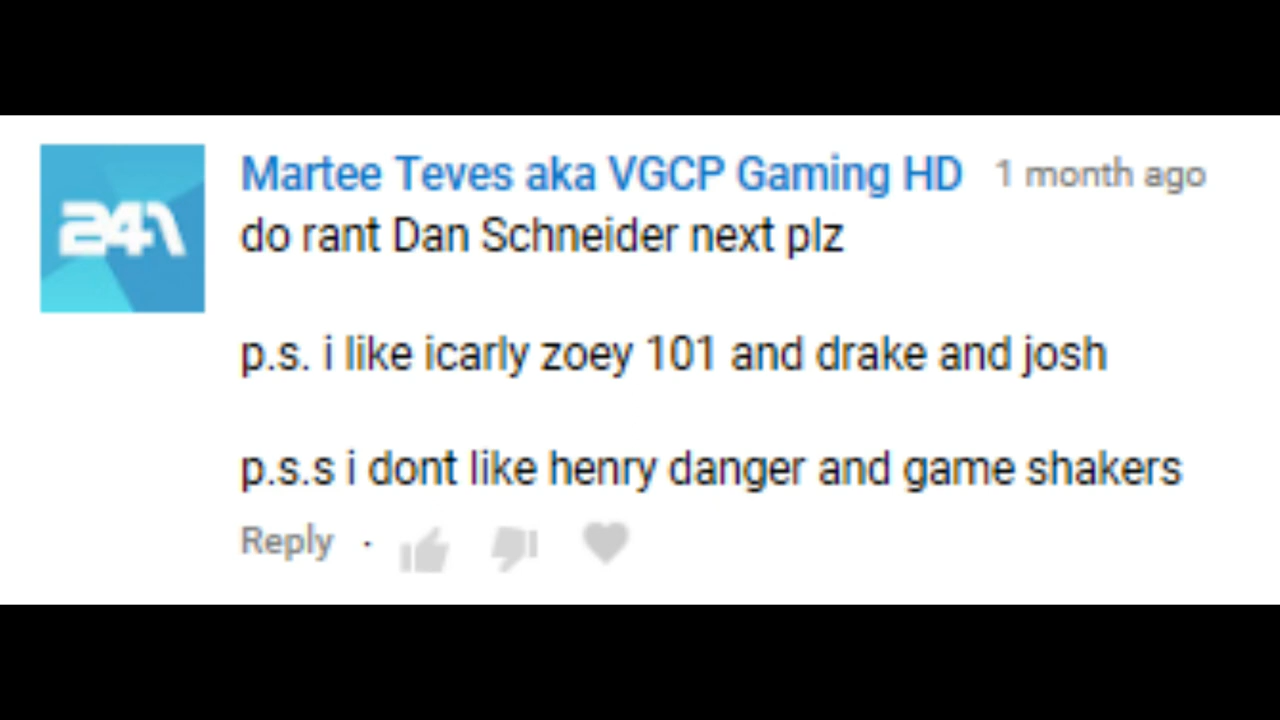 Martee Teves aka VGCP Gaming HD 1 month ago
do rant Dan Schneider next plz
p.s. i like icarly zoey 101 and drake and josh
p.s.s i dont like henry danger and game shakers
Reply ·